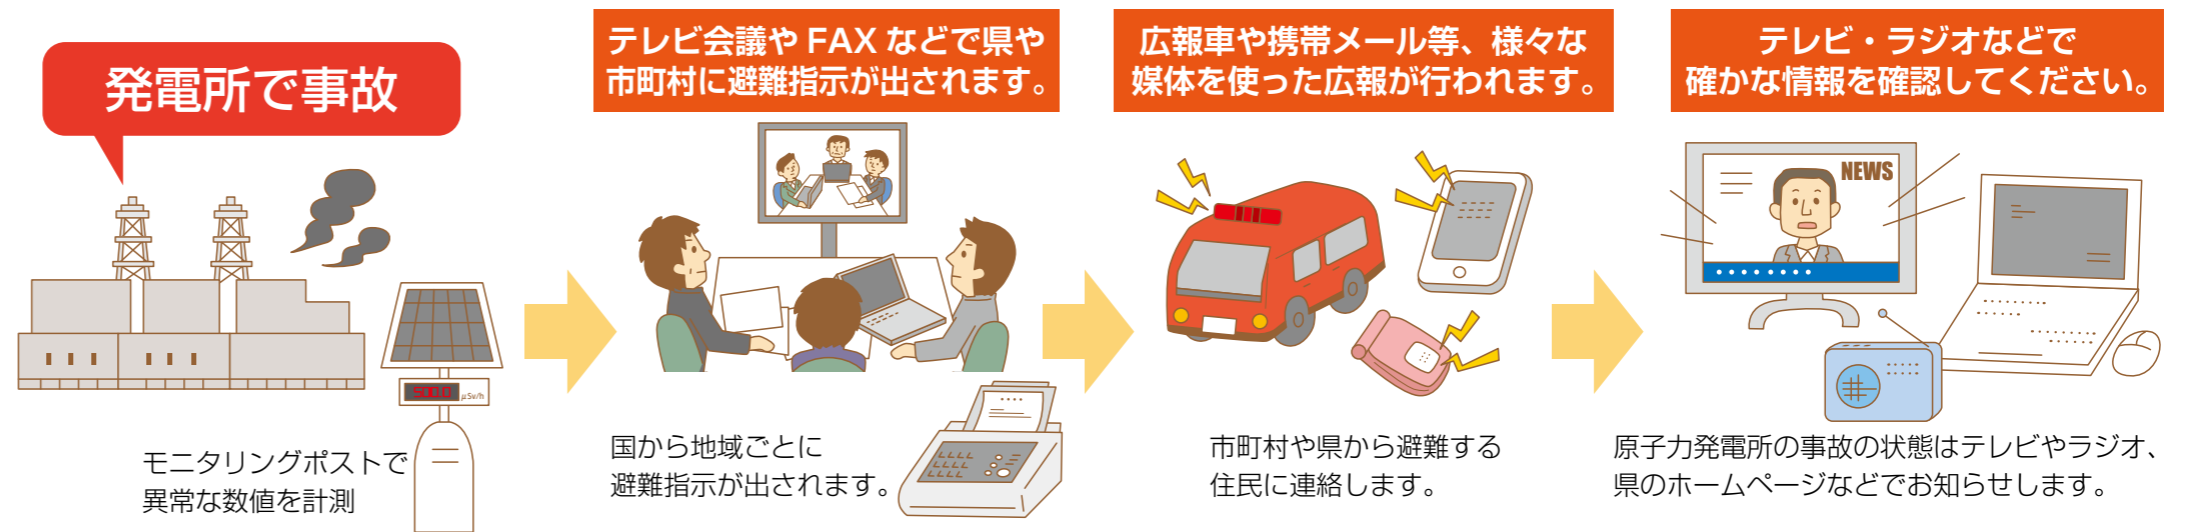 発電所で事故
モニタリングポストで
異常な数値を計測
μSv/h
テレビ会議や FAX などで県や
市町村に避難指示が出されます。
国から地域ごとに
避難指示が出されます。
広報車や携帯メール等、様々な
媒体を使った広報が行われます。
市町村や県から避難する
住民に連絡します。
テレビ・ラジオなどで
確かな情報を確認してください。
NEWS
原子力発電所の事故の状態はテレビやラジオ、
県のホームページなどでお知らせします。